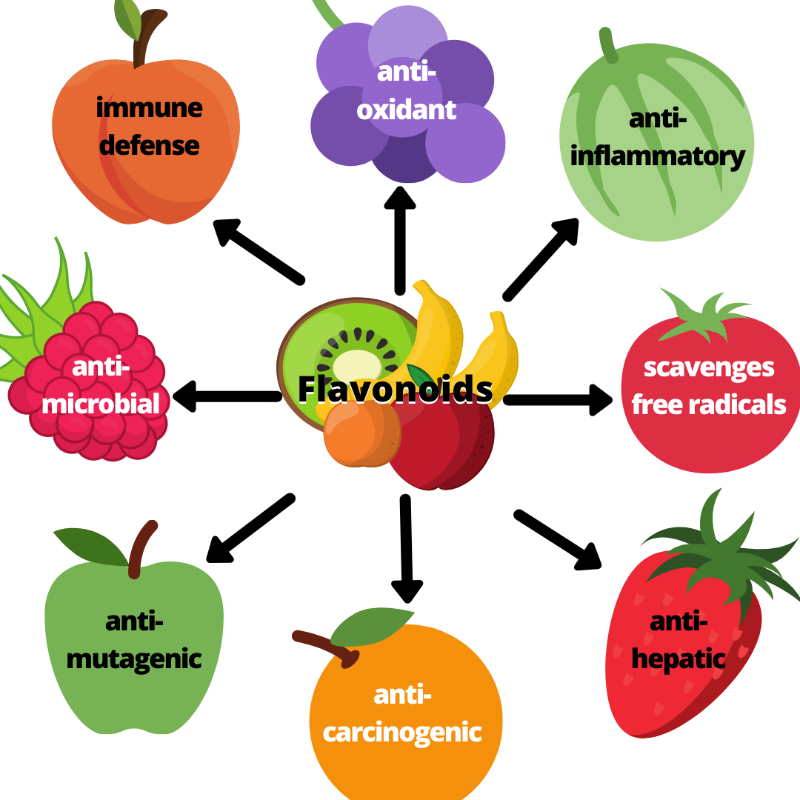 immune
defense
anti-
oxidant
anti-
inflammatory
anti-
microbial
Flavonoids
scavenges
free radicals
anti-
mutagenic
anti-
carcinogenic
anti-
hepatic